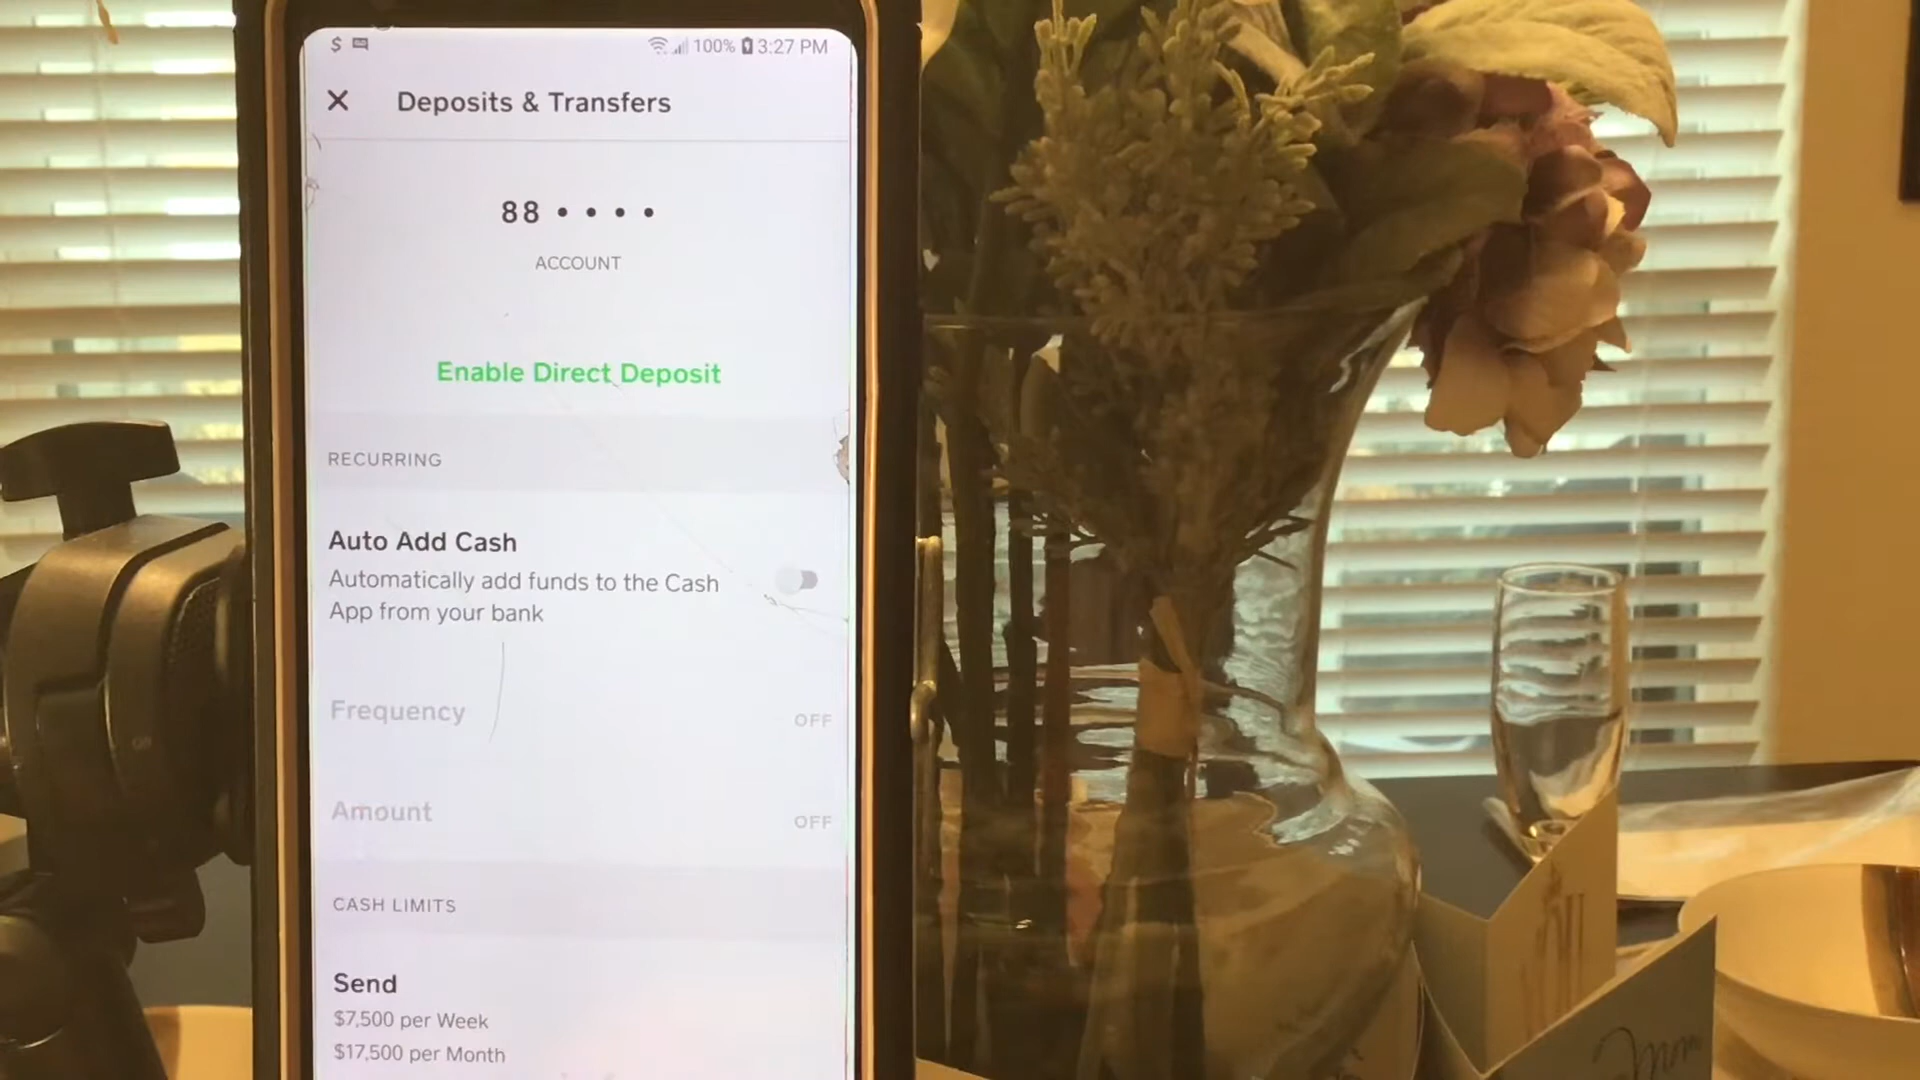 $ 100% 3:27 PM
Deposits & Transfers
88 • • • •
ACCOUNT
Enable Direct Deposit
RECURRING
Auto Add Cash
Automatically add funds to the Cash
App from your bank
Frequency OFF
Amount OFF
CASH LIMITS
Send
$7,500 per Week
$17,500 per Month
Mom